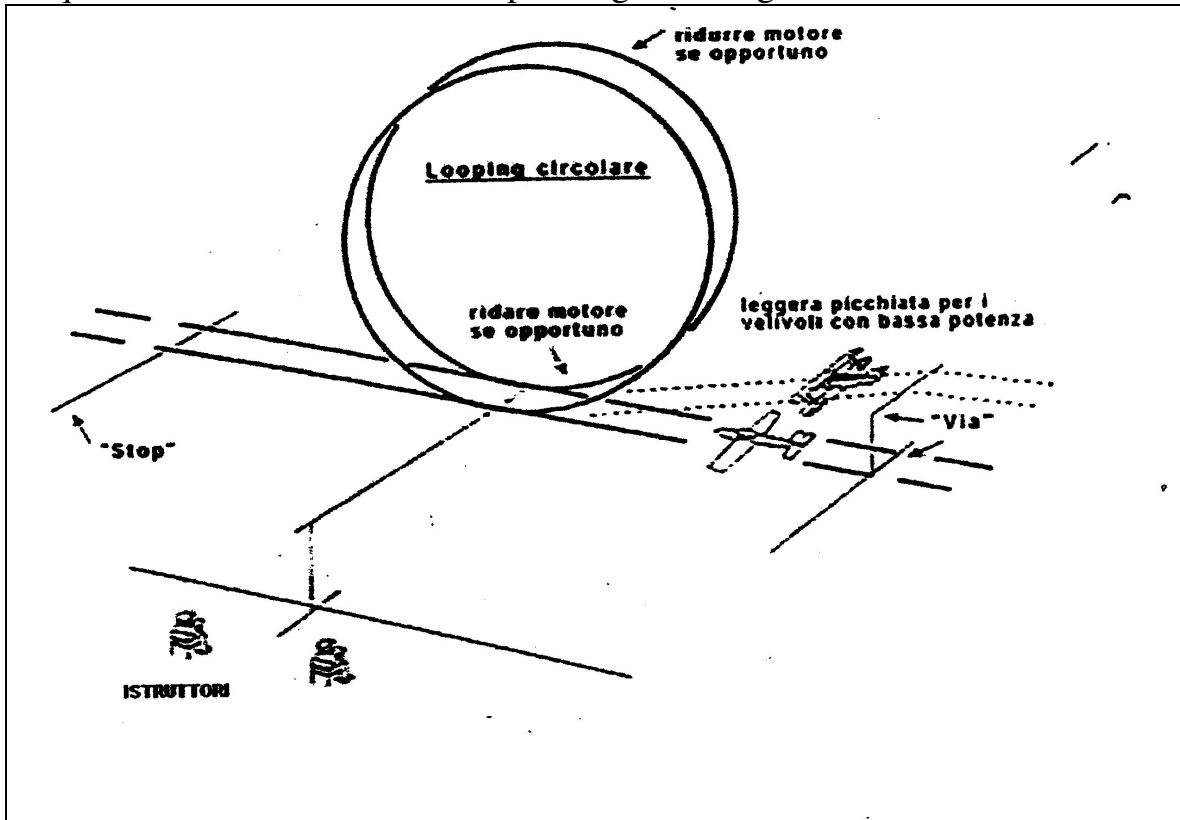 ridurre motore
se opportuno
Looping circolare
ridare motore
se opportuno
leggera picchiata per i
velivoli con bassa potenza
"Via"
"Stop"
ISTRUTTORI